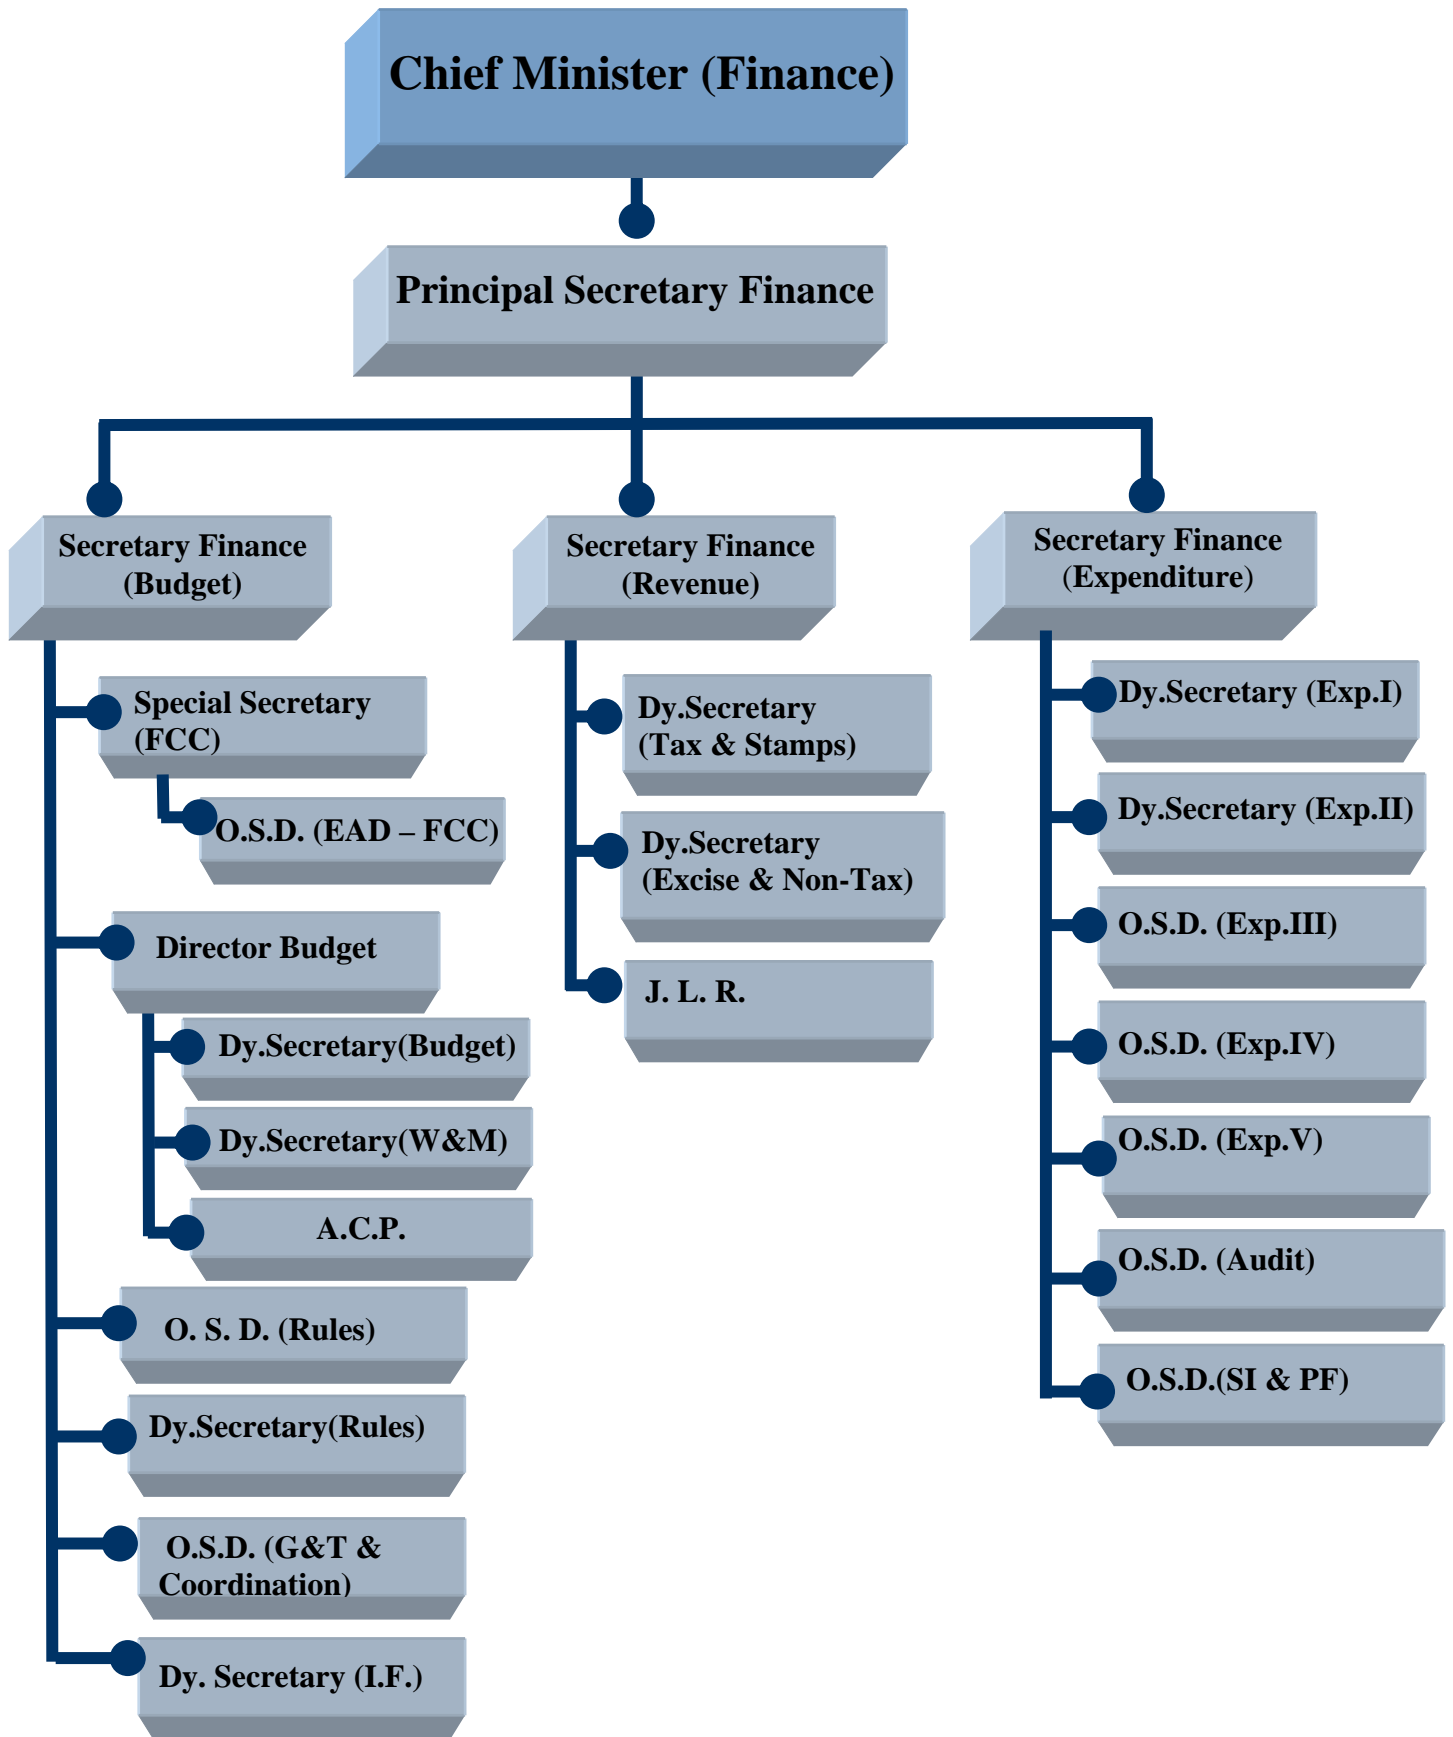 Chief Minister (Finance)
Principal Secretary Finance
Secretary Finance
(Budget)
Special Secretary
(FCC)
O.S.D. (EAD – FCC)
Director Budget
Dy.Secretary(Budget)
Dy.Secretary(W&M)
A.C.P.
O. S. D. (Rules)
Dy.Secretary(Rules)
O.S.D. (G&T &
Coordination)
Dy. Secretary (I.F.)
Secretary Finance
(Revenue)
Dy.Secretary
(Tax & Stamps)
Dy.Secretary
(Excise & Non-Tax)
J. L. R.
Secretary Finance
(Expenditure)
Dy.Secretary (Exp.I)
Dy.Secretary (Exp.II)
O.S.D. (Exp.III)
O.S.D. (Exp.IV)
O.S.D. (Exp.V)
O.S.D. (Audit)
O.S.D.(SI & PF)